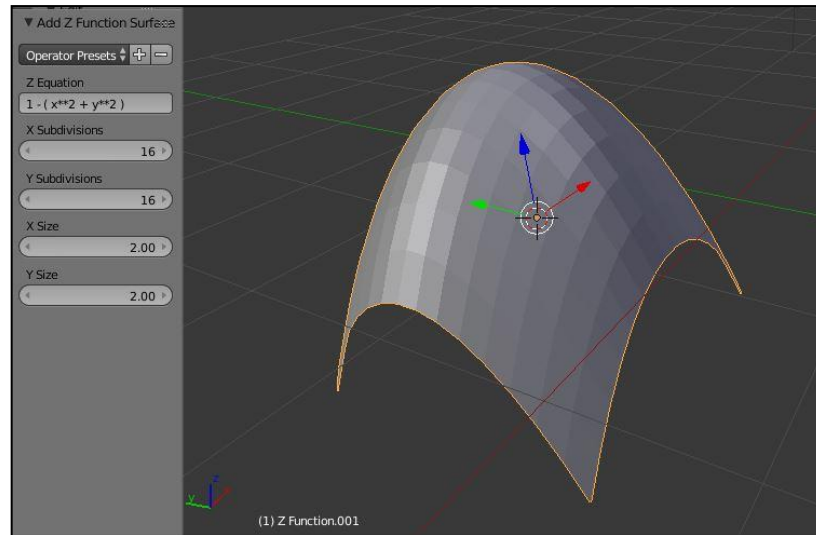 ▼ Add Z Function Surface
Operator Presets
Z Equation
1 - ( x**2 + y**2 )
X Subdivisions
16
Y Subdivisions
16
X Size
2.00
Y Size
2.00
z
y
x
(1) Z Function.001